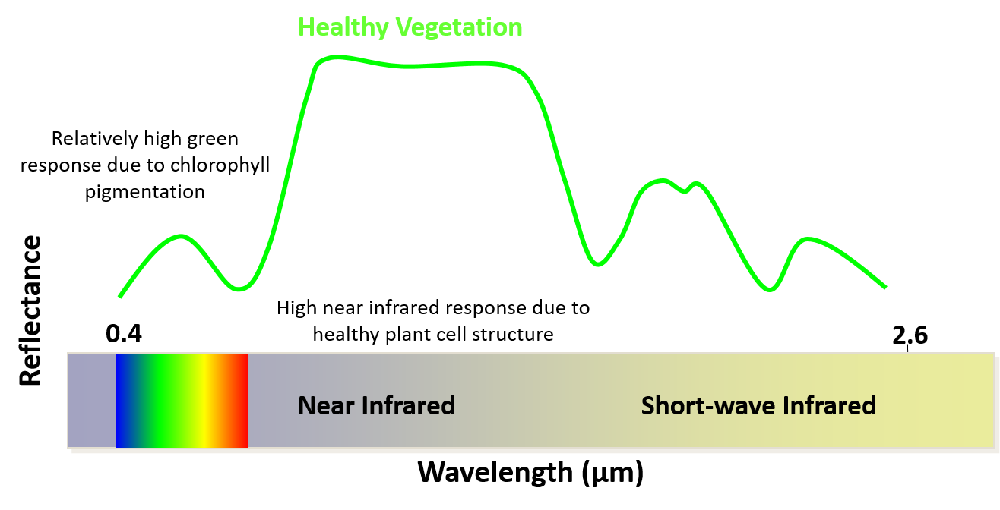 Healthy Vegetation
Relatively high green
response due to chlorophyll
pigmentation
Reflectance
High near infrared response due to
healthy plant cell structure
0.4
2.6
Near Infrared
Short-wave Infrared
Wavelength (μm)